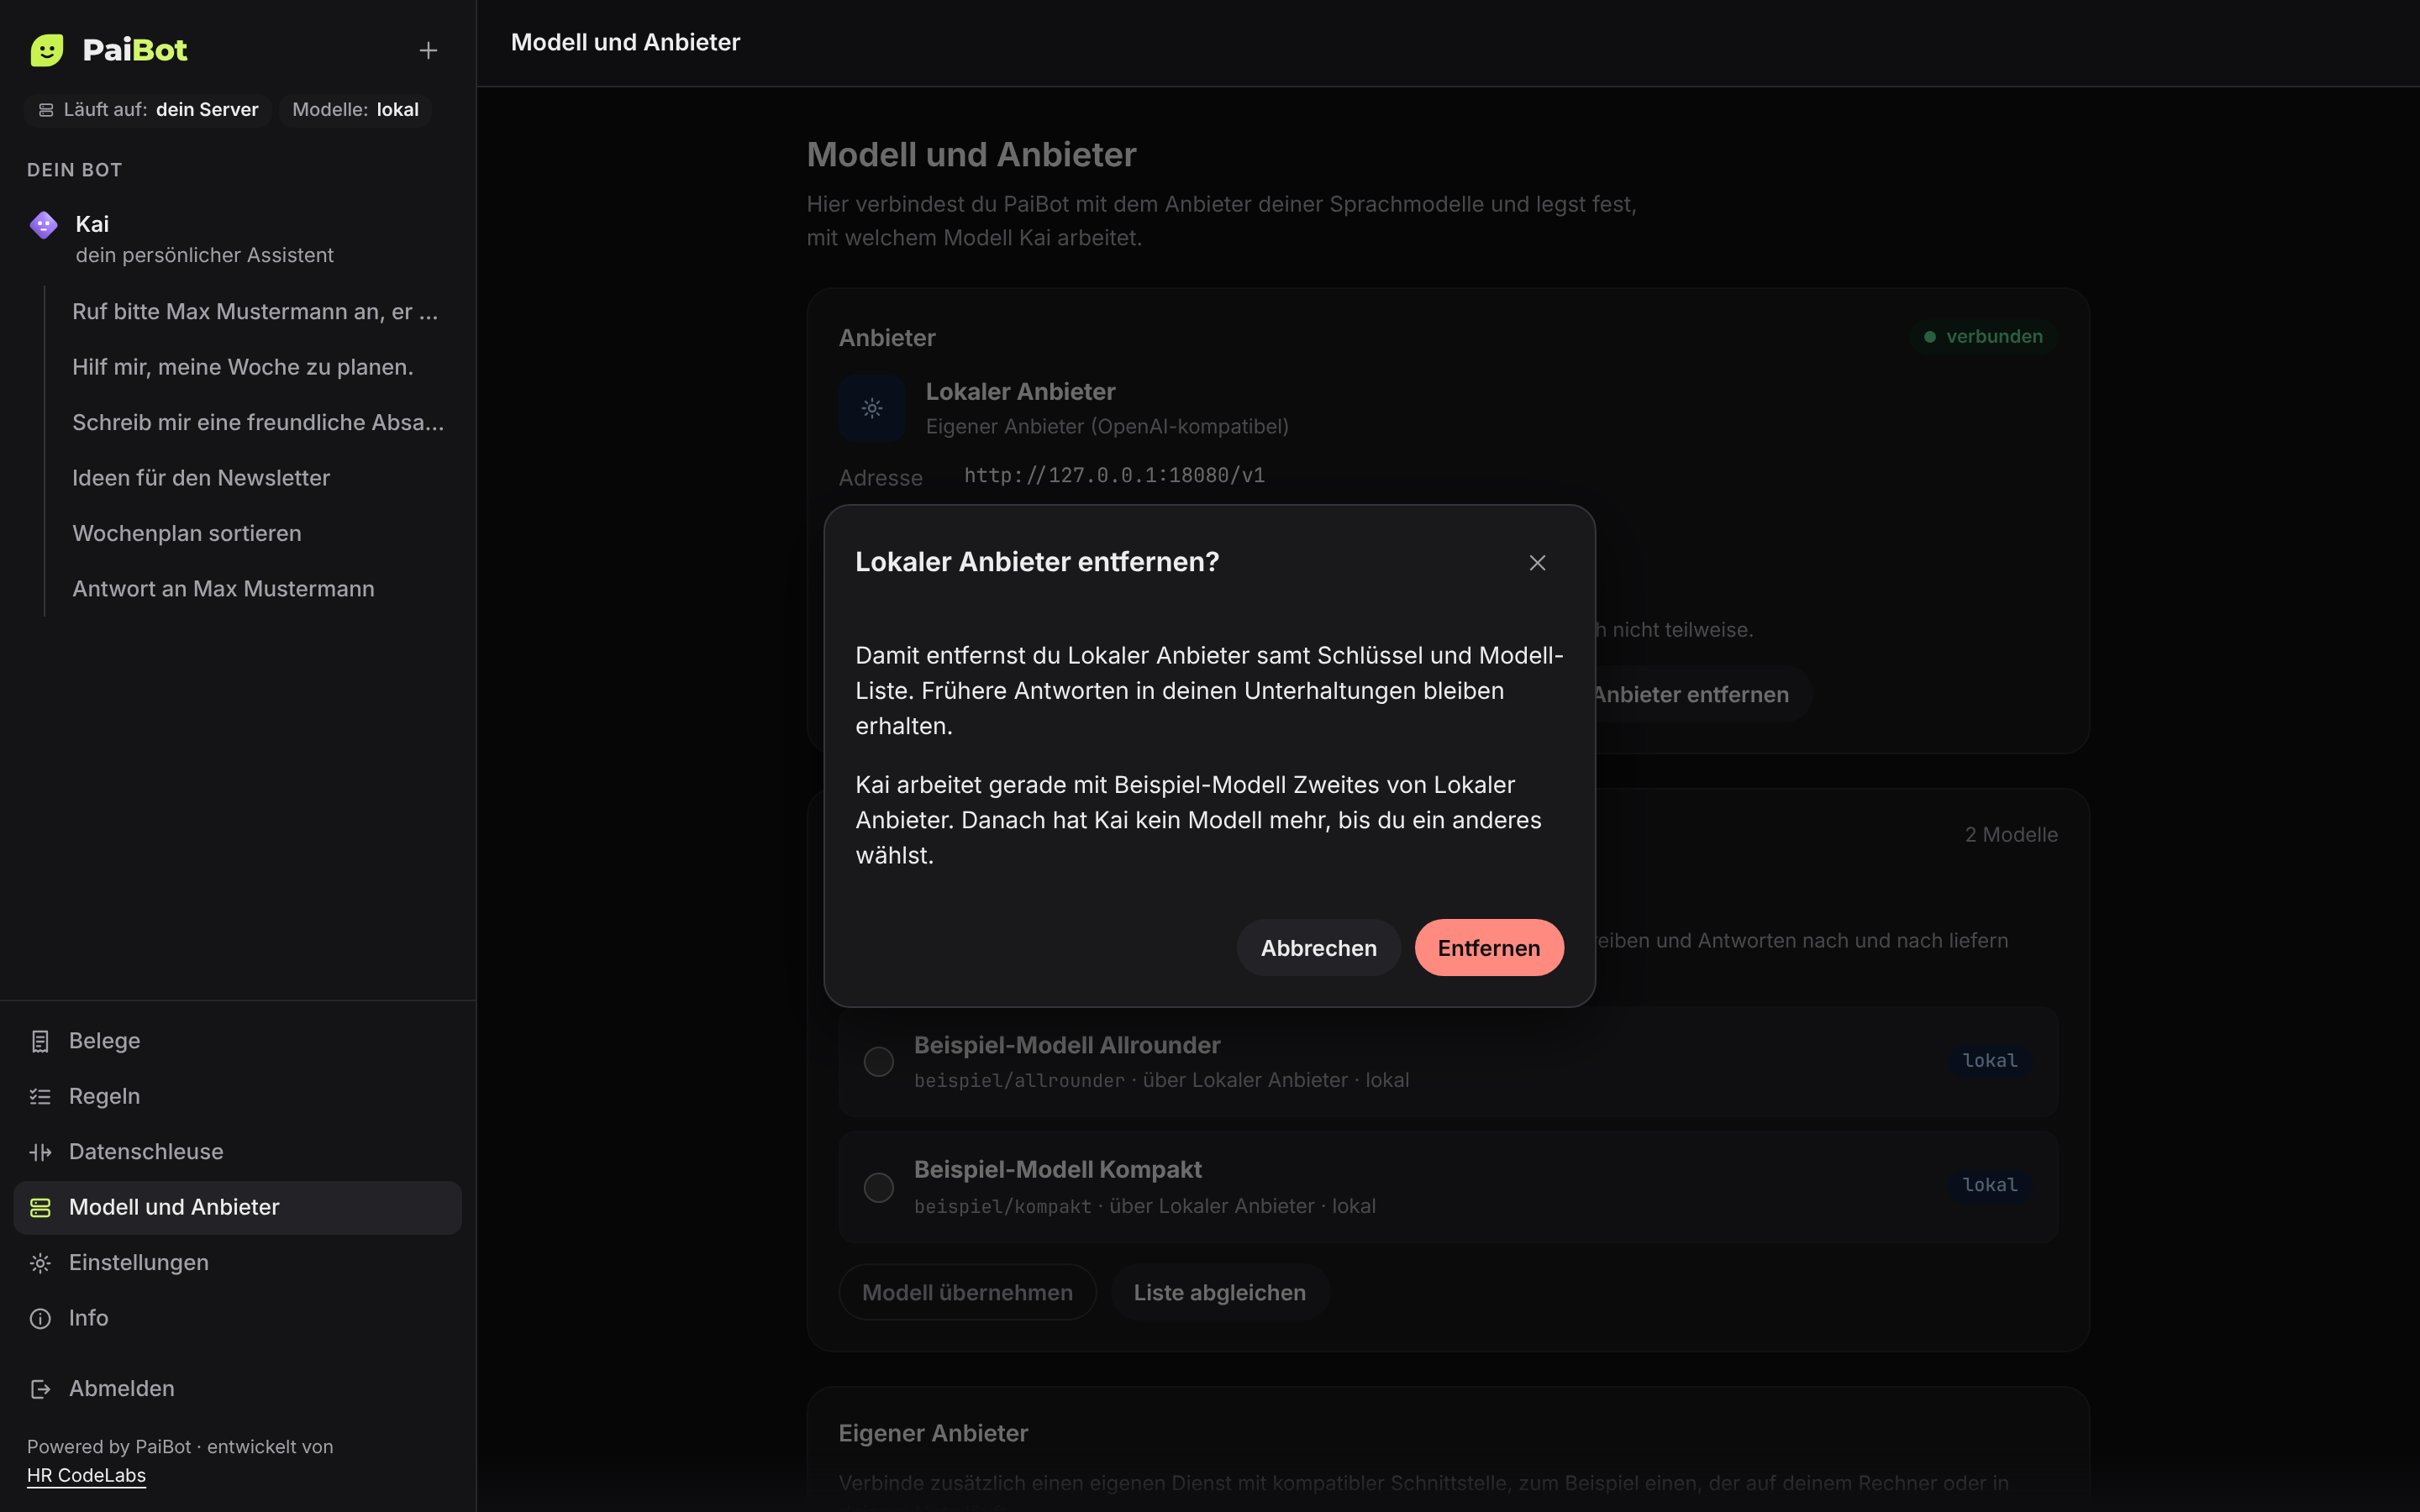 PaiBot
Läuft auf: dein Server
Modelle: lokal
DEIN BOT
Kai
dein persönlicher Assistent
Ruf bitte Max Mustermann an, er ...
Hilf mir, meine Woche zu planen.
Schreib mir eine freundliche Absa...
Ideen für den Newsletter
Wochenplan sortieren
Antwort an Max Mustermann
Belege
Regeln
Datenschleuse
Modell und Anbieter
Einstellungen
Info
Abmelden
Powered by PaiBot · entwickelt von
HR CodeLabs
Modell und Anbieter
Modell und Anbieter
Hier verbindest du PaiBot mit dem Anbieter deiner Sprachmodelle und legst fest,
mit welchem Modell Kai arbeitet.
Anbieter
verbunden
Lokaler Anbieter
Eigener Anbieter (OpenAI-kompatibel)
Adresse http://127.0.0.1:18080/v1
nicht teilweise.
Anbieter entfernen
Lokaler Anbieter entfernen?
Damit entfernst du Lokaler Anbieter samt Schlüssel und Modell-
Liste. Frühere Antworten in deinen Unterhaltungen bleiben
erhalten.
Kai arbeitet gerade mit Beispiel-Modell Zweites von Lokaler
Anbieter. Danach hat Kai kein Modell mehr, bis du ein anderes
wählst.
Abbrechen
Entfernen
2 Modelle
und Antworten nach und nach liefern
Beispiel-Modell Allrounder
beispiel/allrounder · über Lokaler Anbieter · lokal
lokal
Beispiel-Modell Kompakt
beispiel/kompakt · über Lokaler Anbieter · lokal
lokal
Modell übernehmen
Liste abgleichen
Eigener Anbieter
Verbinde zusätzlich einen eigenen Dienst mit kompatibler Schnittstelle, zum Beispiel einen, der auf deinem Rechner oder in